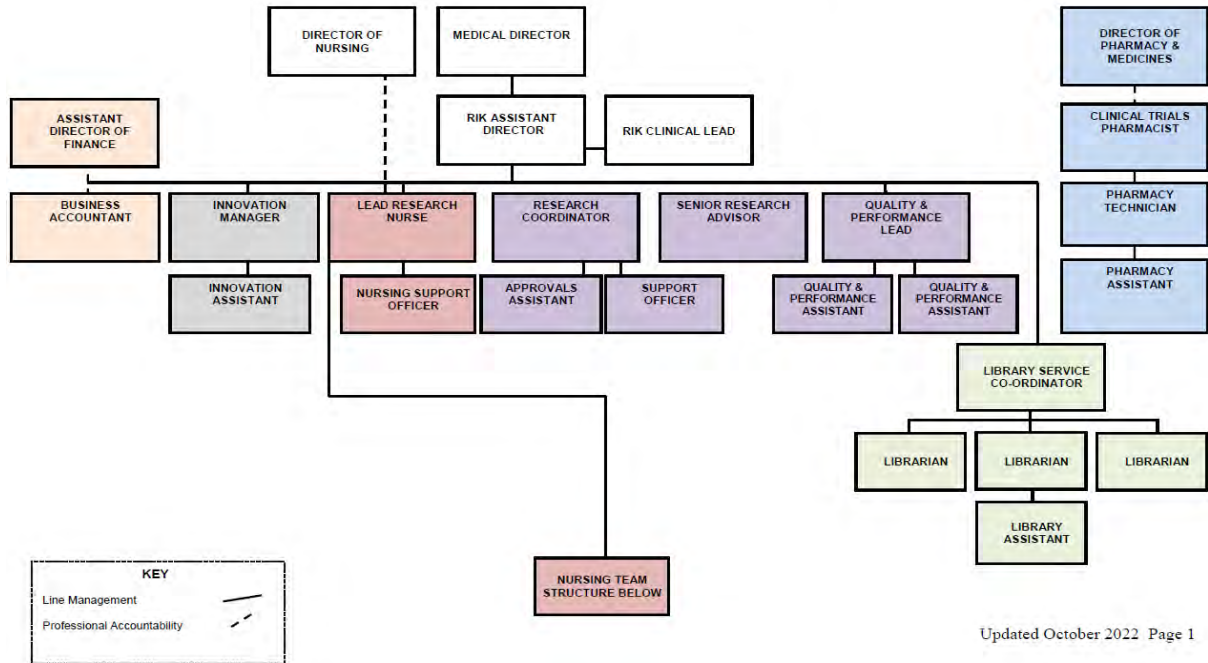 DIRECTOR OF
NURSING
MEDICAL DIRECTOR
DIRECTOR OF
PHARMACY &
MEDICINES
ASSISTANT
DIRECTOR OF
FINANCE
RIK ASSISTANT
DIRECTOR
RIK CLINICAL LEAD
CLINICAL TRIALS
PHARMACIST
BUSINESS
ACCOUNTANT
INNOVATION
MANAGER
LEAD RESEARCH
NURSE
RESEARCH
COORDINATOR
SENIOR RESEARCH
ADVISOR
QUALITY &
PERFORMANCE
LEAD
PHARMACY
TECHNICIAN
INNOVATION
ASSISTANT
NURSING SUPPORT
OFFICER
APPROVALS
ASSISTANT
SUPPORT
OFFICER
QUALITY &
PERFORMANCE
ASSISTANT
QUALITY &
PERFORMANCE
ASSISTANT
PHARMACY
ASSISTANT
LIBRARY SERVICE
CO-ORDINATOR
LIBRARIAN
LIBRARIAN
LIBRARIAN
LIBRARY
ASSISTANT
NURSING TEAM
STRUCTURE BELOW
KEY
Line Management
Professional Accountability
Updated October 2022 Page 1